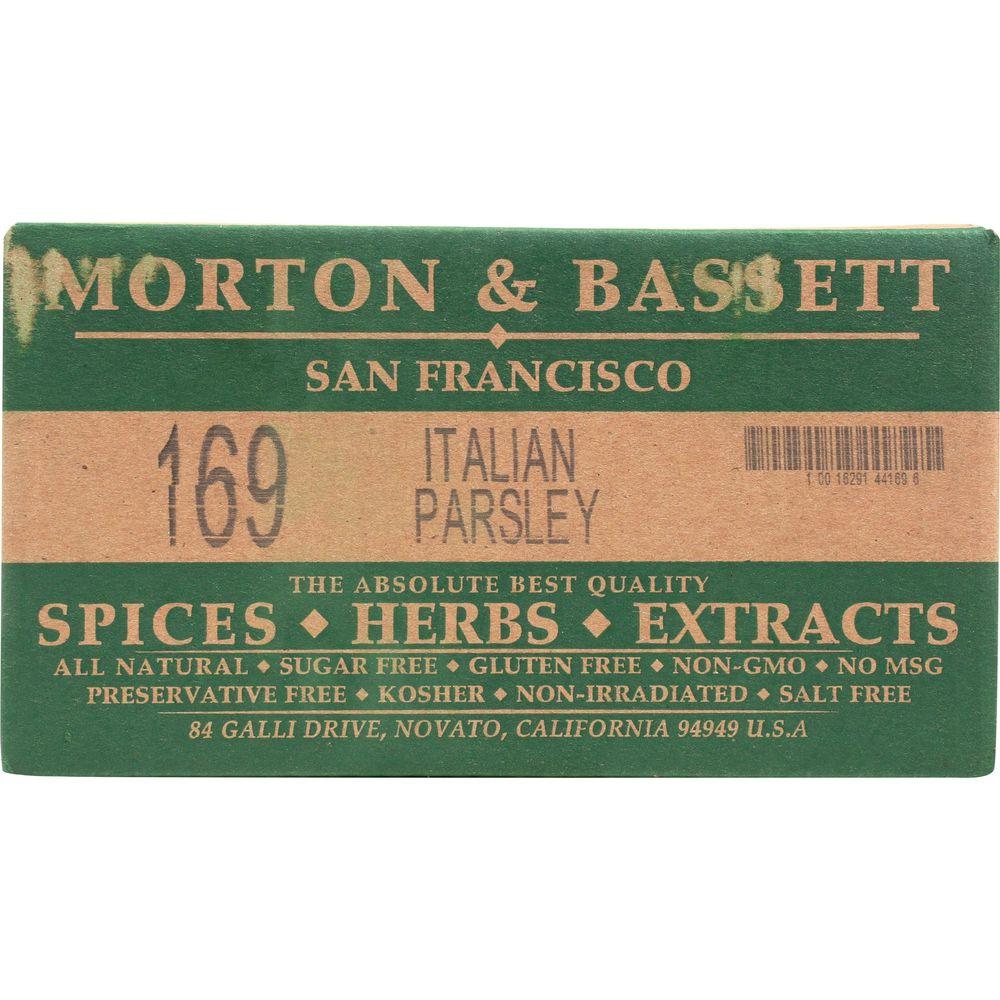 MORTON & BASSETT
SAN FRANCISCO
169
ITALIAN
PARSLEY
1 00 16291 44169 6
THE ABSOLUTE BEST QUALITY
SPICES ◆ HERBS ◆ EXTRACTS
ALL NATURAL ◆ SUGAR FREE ◆ GLUTEN FREE ◆ NON-GMO ◆ NO MSG
PRESERVATIVE FREE ◆ KOSHER ◆ NON-IRRADIATED ◆ SALT FREE
84 GALLI DRIVE, NOVATO, CALIFORNIA 94949 U.S.A